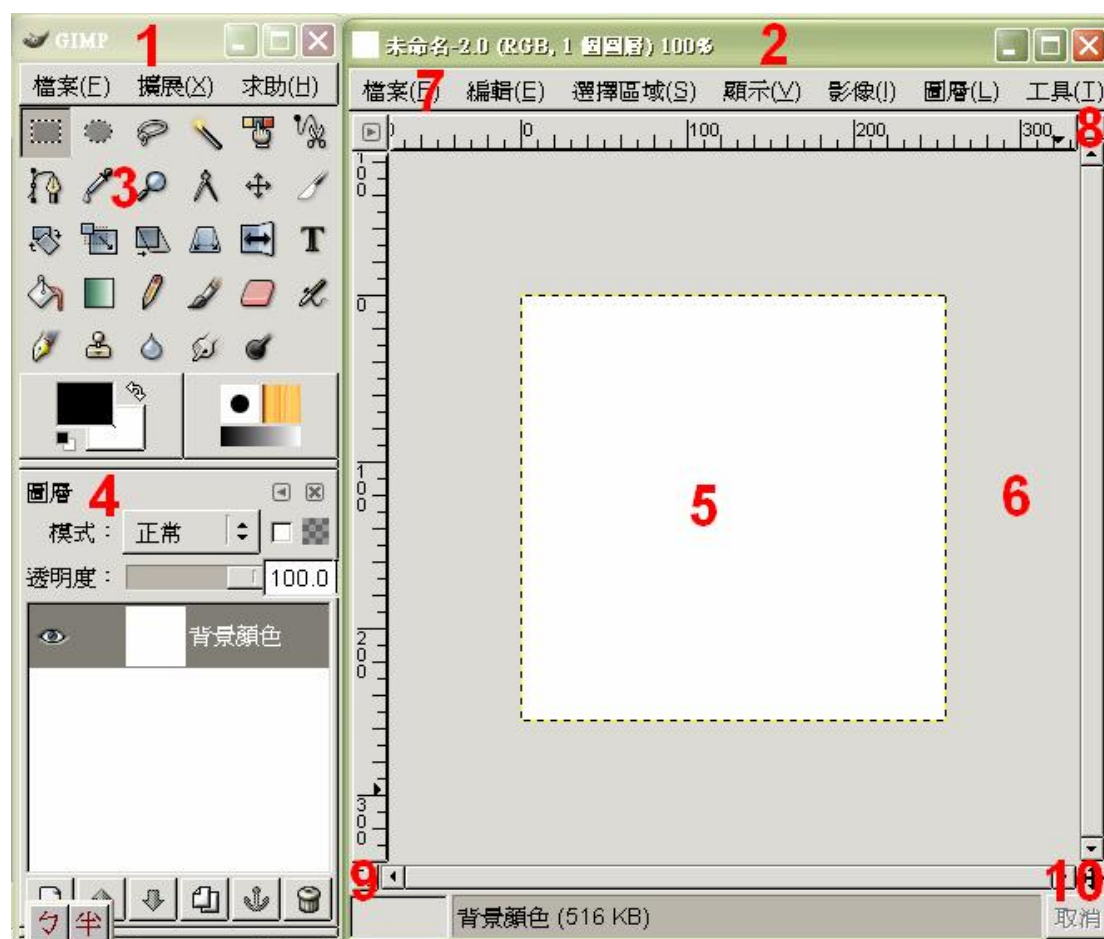 GIMP 1
檔案(F) 擴展(X) 求助(H)
3
圖層 4
模式： 正常
透明度： 100.0
背景顏色
ㄅ 半
未命名-2.0 (RGB, 1 個圖層) 100% 2
檔案(F) 編輯(E) 選擇區域(S) 顯示(V) 影像(I) 圖層(L) 工具(T)
7
8
0 100 200 300
100
0
100
200
300
5
6
9
10
背景顏色 (516 KB) 取消